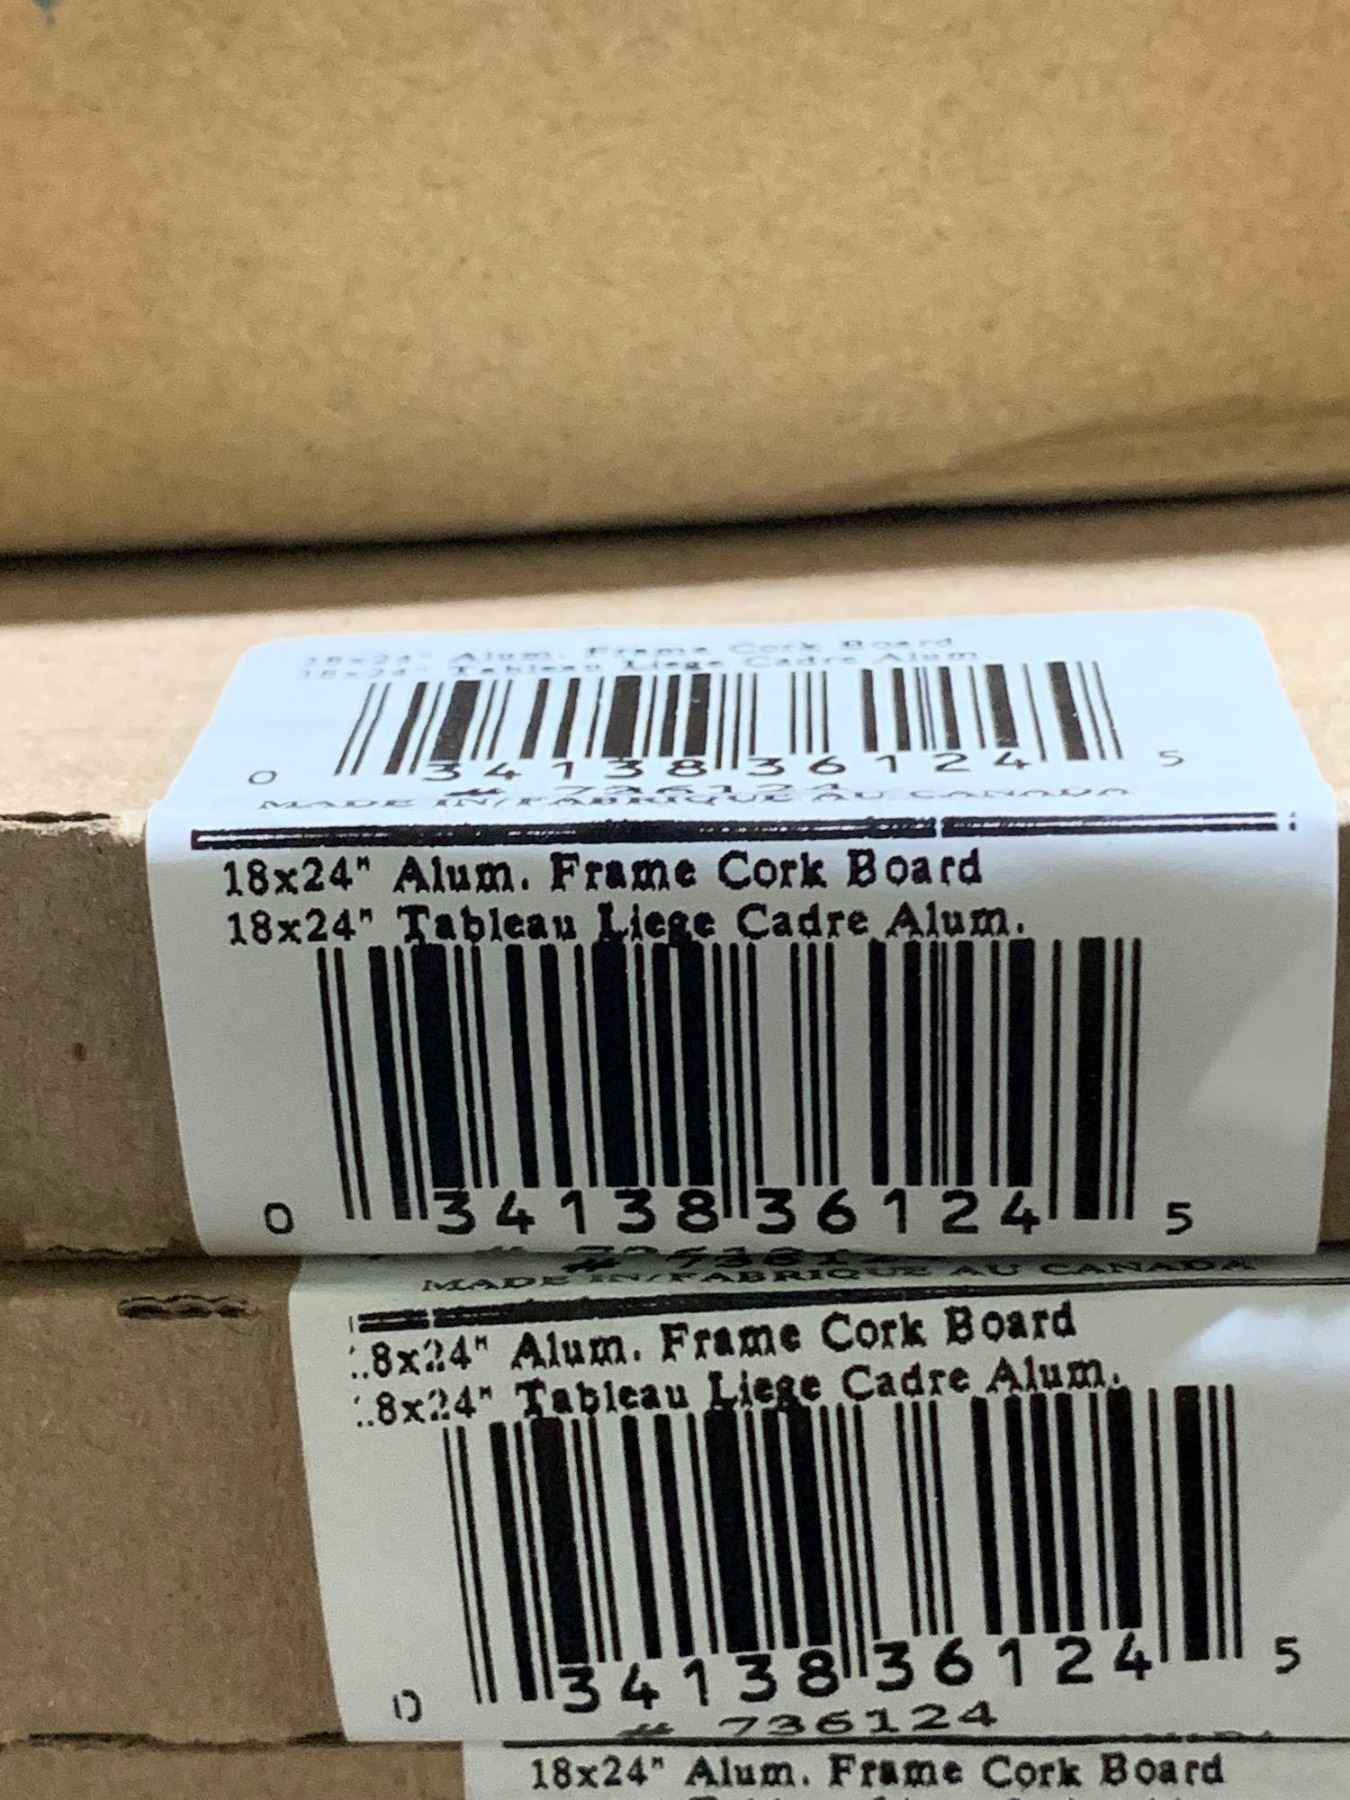 18x24" Alum. Frame Cork Board
18x24" Tableau Liege Cadre Alum.
0 34138 36124 5
# 736124
MADE IN/FABRIQUE AU CANADA
18x24" Alum. Frame Cork Board
18x24" Tableau Liege Cadre Alum.
0 34138 36124 5
MADE IN/FABRIQUE AU CANADA
8x24" Alum. Frame Cork Board
8x24" Tableau Liege Cadre Alum.
0 34138 36124 5
# 736124
18x24" Alum. Frame Cork Board